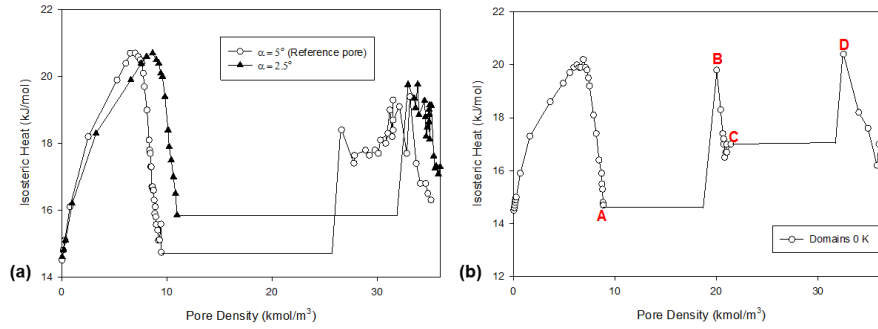 22
20
18
16
14
Isosteric Heat (kJ/mol)
α = 5° (Reference pore)
α = 2.5°
0 10 20 30
Pore Density (kmol/m³)
(a)
22
20
18
16
14
12
Isosteric Heat (kJ/mol)
A
B
C
D
Domains 0 K
0 10 20 30
Pore Density (kmol/m³)
(b)